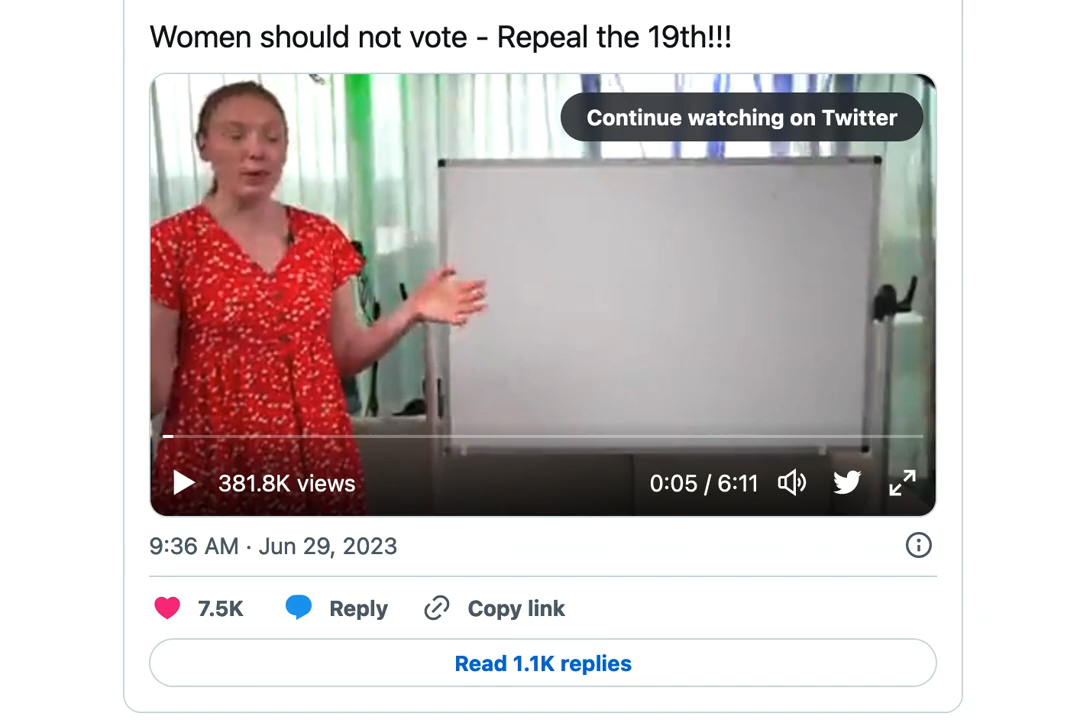 Women should not vote - Repeal the 19th!!!
Continue watching on Twitter
381.8K views
0:05 / 6:11
9:36 AM · Jun 29, 2023
7.5K
Reply
Copy link
Read 1.1K replies